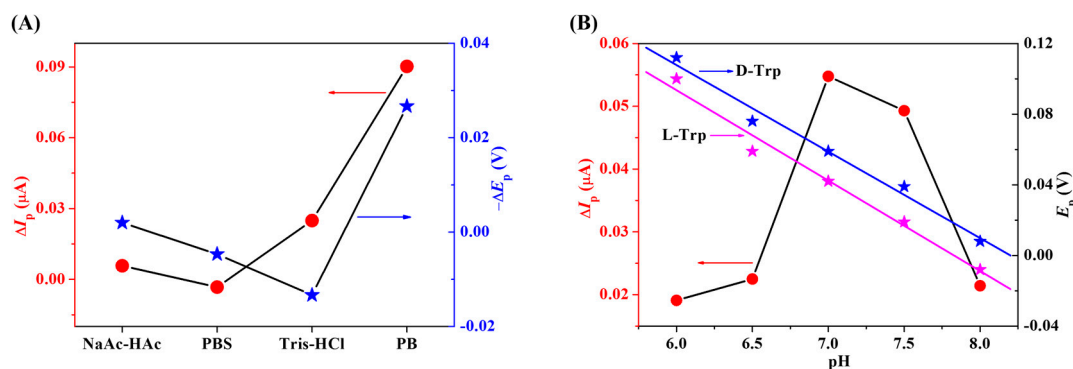 (A)
0.09
0.06
0.03
0.00
ΔIp (μA)
0.04
0.02
0.00
-0.02
-ΔEp (V)
NaAc-HAc PBS Tris-HCl PB
(B)
0.06
0.05
0.04
0.03
0.02
ΔIp (μA)
D-Trp
L-Trp
0.12
0.08
0.04
0.00
-0.04
Ep (V)
6.0 6.5 7.0 7.5 8.0
pH